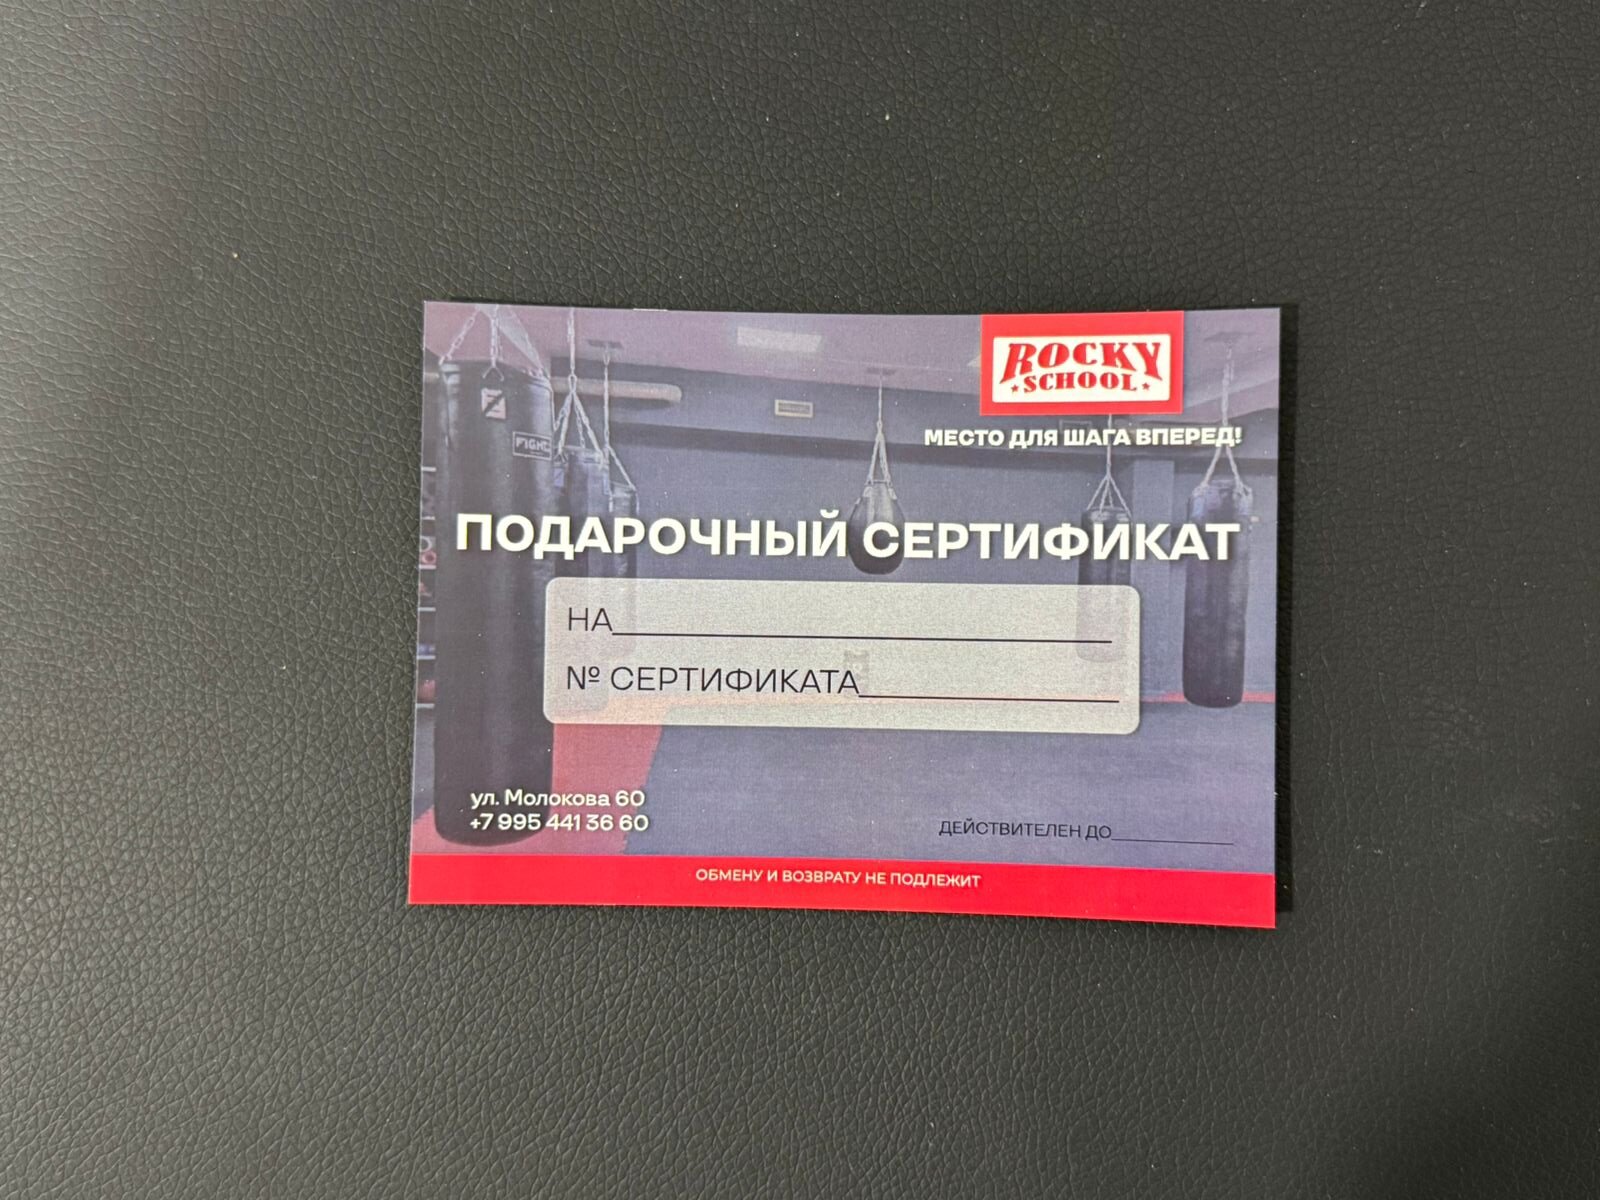 ROCKY
SCHOOL
МЕСТО ДЛЯ ШАГА ВПЕРЕД!
FIGHT
ПОДАРОЧНЫЙ СЕРТИФИКАТ
НА
№ СЕРТИФИКАТА
ул. Молокова 60
+7 995 441 36 60
ДЕЙСТВИТЕЛЕН ДО
ОБМЕНУ И ВОЗВРАТУ НЕ ПОДЛЕЖИТ